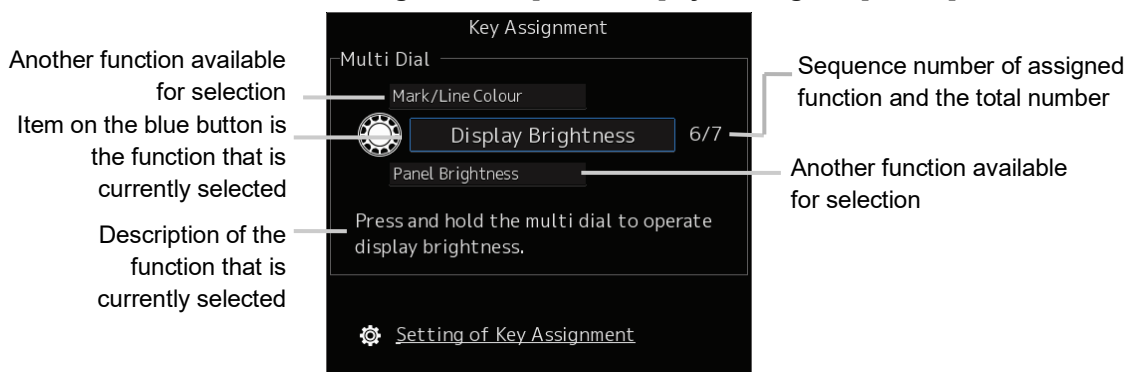 Key Assignment
Multi Dial
Another function available
for selection
Mark/Line Colour
Sequence number of assigned
function and the total number
Item on the blue button is
the function that is
currently selected
Display Brightness 6/7
Panel Brightness
Another function available
for selection
Description of the
function that is
currently selected
Press and hold the multi dial to operate
display brightness.
Setting of Key Assignment